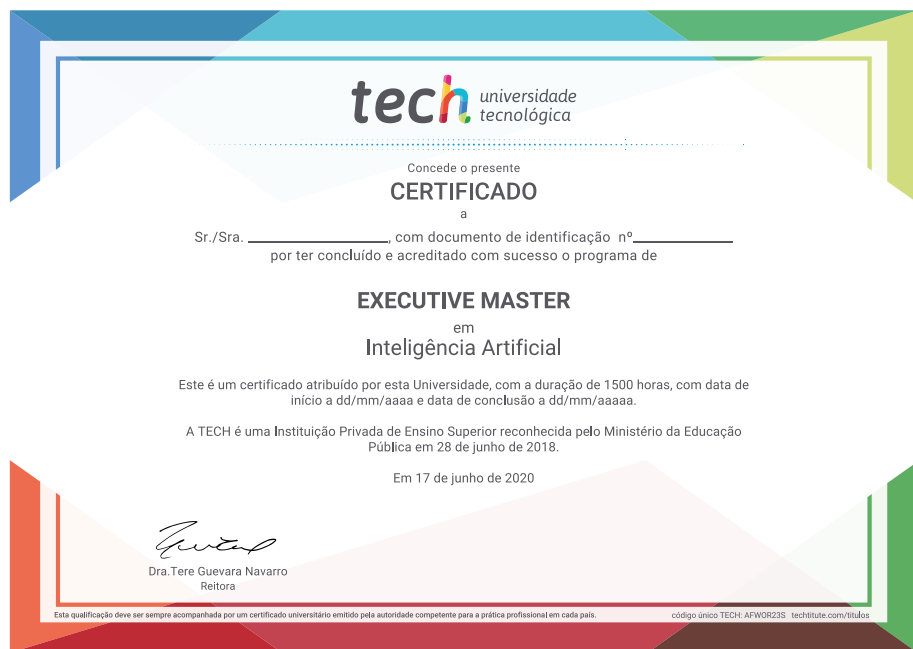 tech universidade
tecnológica
Concede o presente
CERTIFICADO
a
Sr./Sra. ____________, com documento de identificação nº_________
por ter concluído e acreditado com sucesso o programa de
EXECUTIVE MASTER
em
Inteligência Artificial
Este é um certificado atribuído por esta Universidade, com a duração de 1500 horas, com data de
início a dd/mm/aaaa e data de conclusão a dd/mm/aaaaa.
A TECH é uma Instituição Privada de Ensino Superior reconhecida pelo Ministério da Educação
Pública em 28 de junho de 2018.
Em 17 de junho de 2020
Dra.Tere Guevara Navarro
Reitora
Esta qualificação deve ser sempre acompanhada por um certificado universitário emitido pela autoridade competente para a prática profissional em cada país.
código único TECH: AFWOR23S techtitute.com/titulos